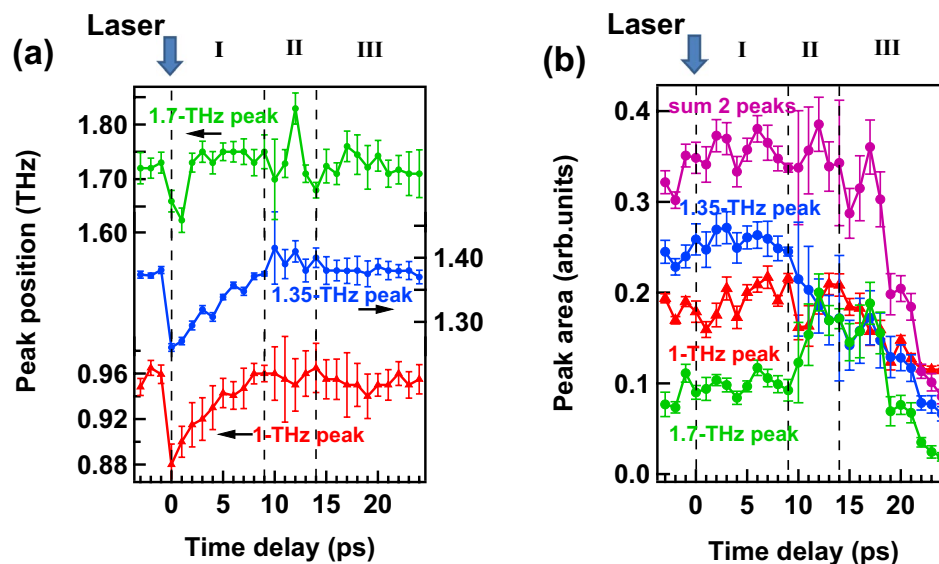 (a)
Laser
I
II
III
Peak position (THz)
1.80
1.70
1.60
0.96
0.92
0.88
1.40
1.30
1.7-THz peak
1.35-THz peak
1-THz peak
0
5
10
15
20
Time delay (ps)
(b)
Laser
I
II
III
Peak area (arb.units)
0.4
0.3
0.2
0.1
0.0
sum 2 peaks
1.35-THz peak
1-THz peak
1.7-THz peak
0
5
10
15
20
Time delay (ps)